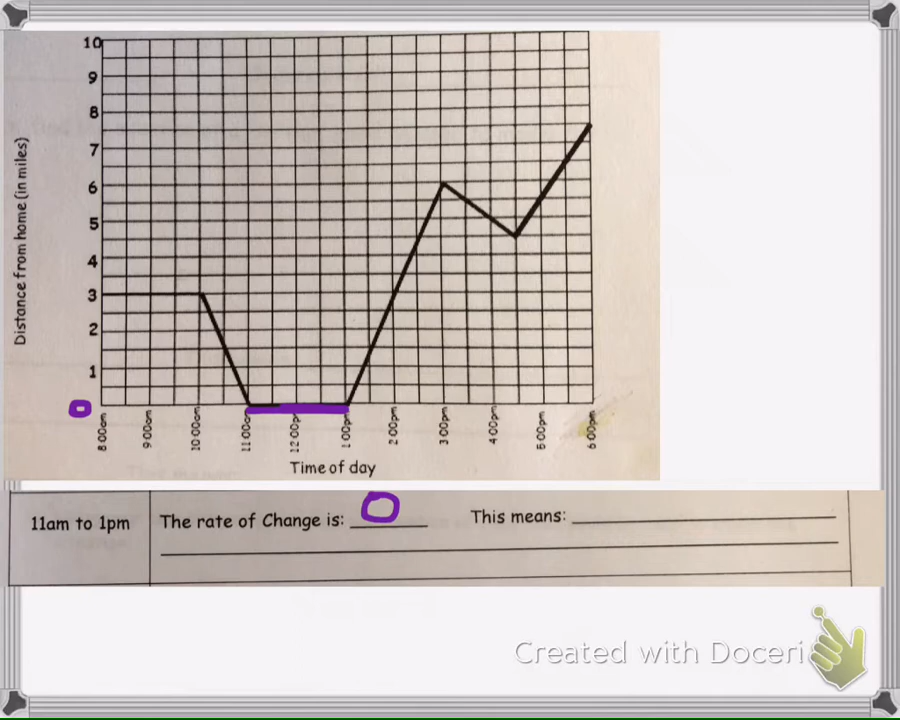 10
9
8
7
6
5
4
3
2
1
0
Distance from home (in miles)
8:00am 9:00am 10:00am 11:00am 12:00pm 1:00pm 2:00pm 3:00pm 4:00pm 5:00pm 6:00pm
Time of day
11am to 1pm The rate of Change is: 0 This means:
Created with Doceri